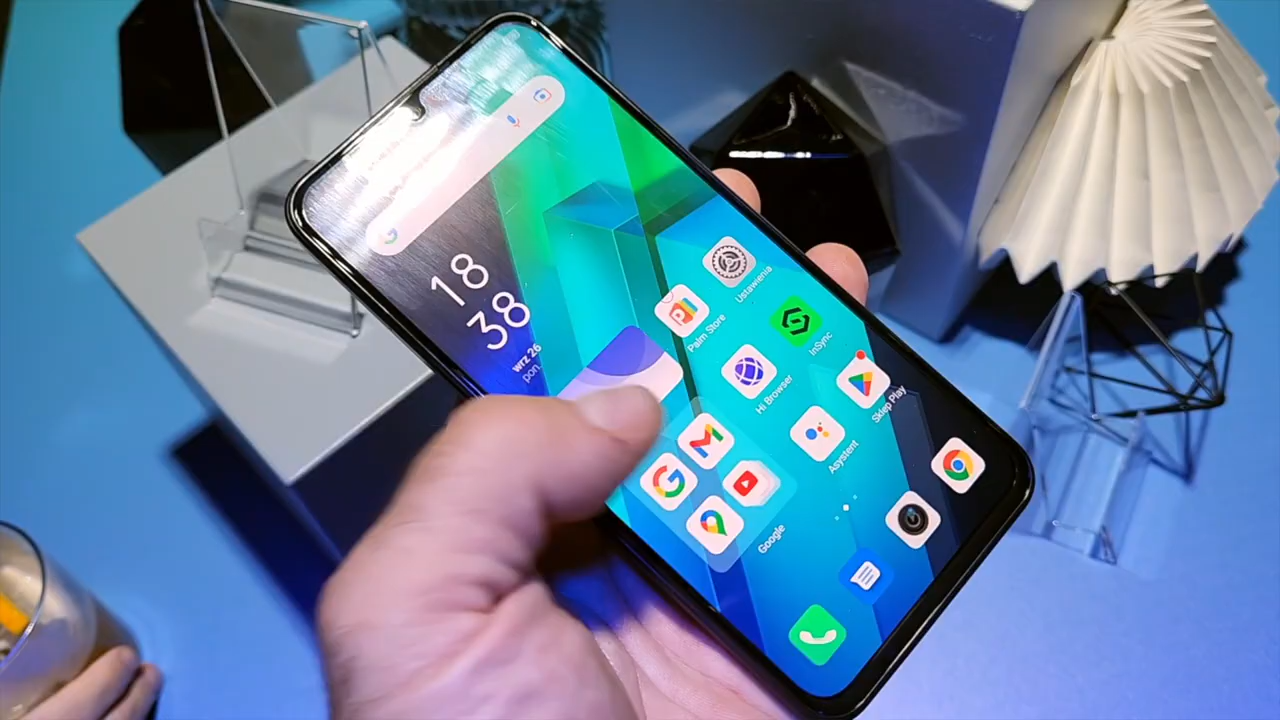 18
38
wrz 26
pon.
Ustawienia
Palm Store
InSync
Hi Browser
Sklep Play
Asystent
Google